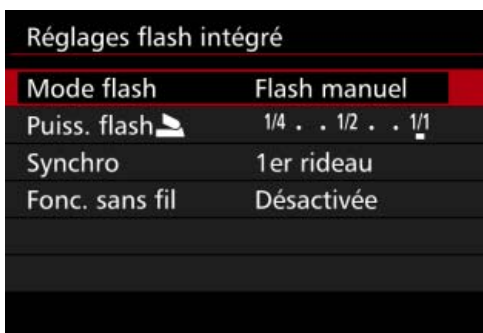 Réglages flash intégré
Mode flash Flash manuel
Puiss. flash 1/4 . . 1/2 . . 1/1
Synchro 1er rideau
Fonc. sans fil Désactivée